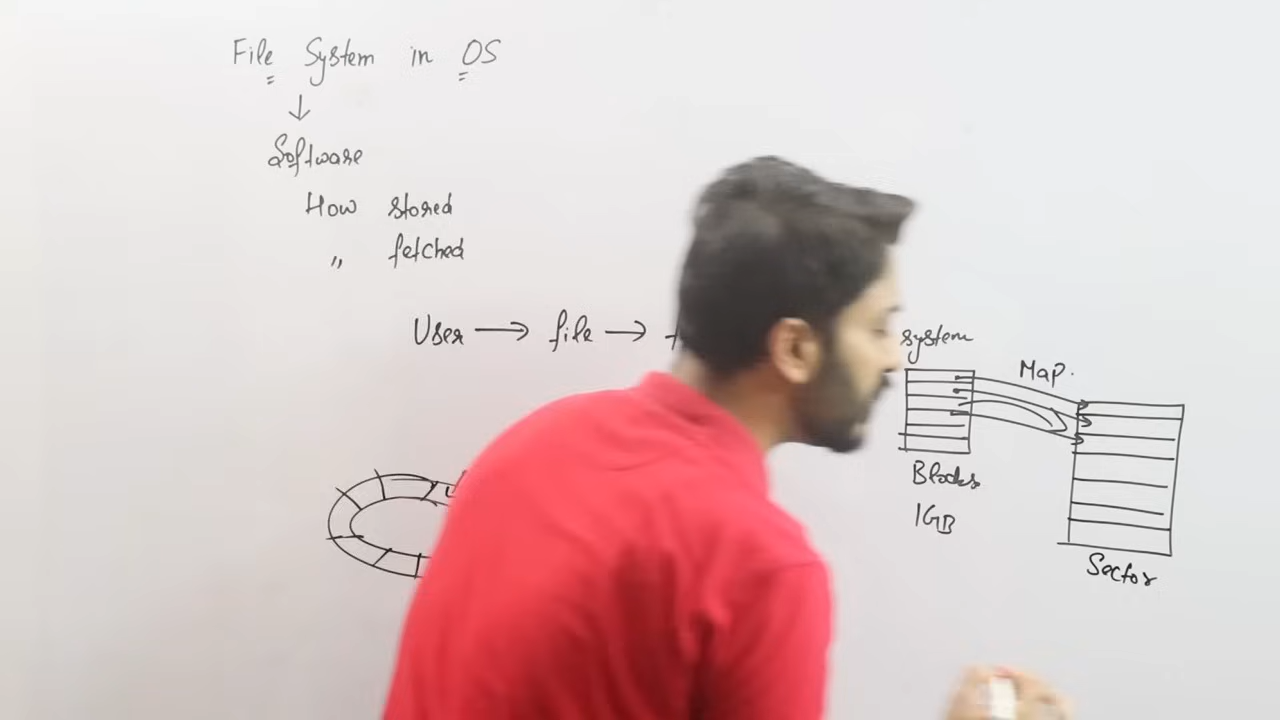 File System in OS
Software
How stored
" fetched
User → file →
system
Map.
Blocks
1GB
Sector